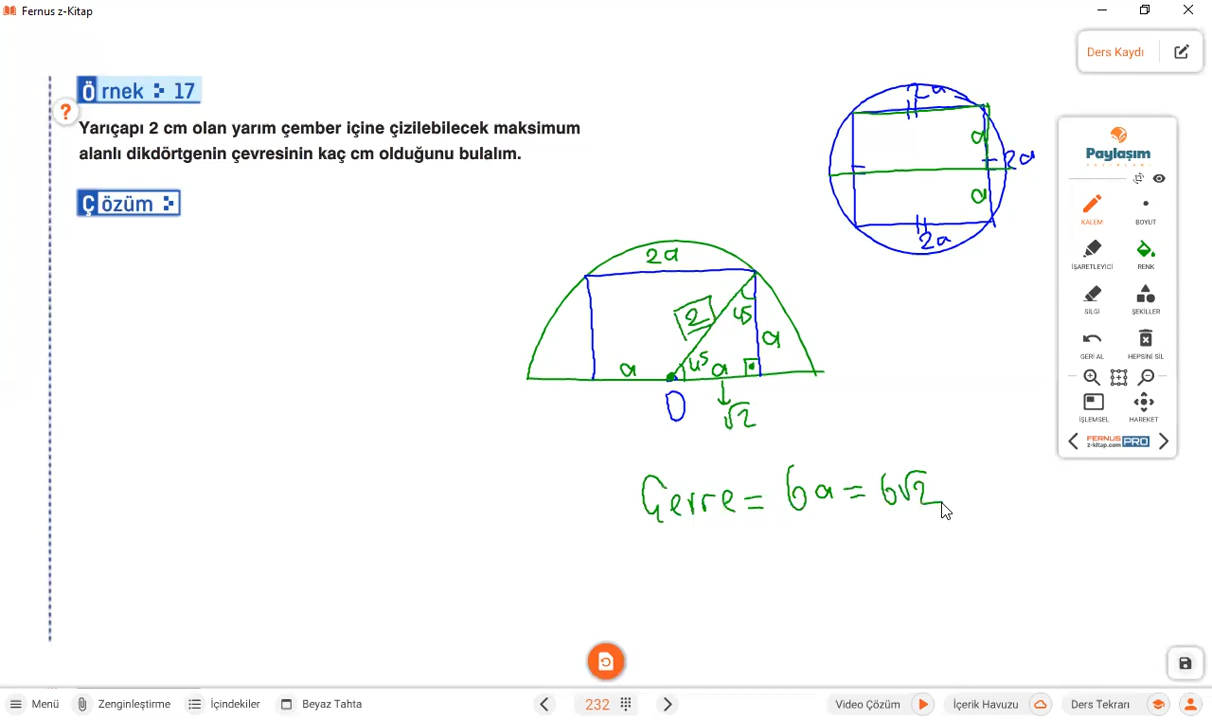 Fernus z-Kitap
Ders Kaydı
Örnek 17
?
Yarıçapı 2 cm olan yarım çember içine çizilebilecek maksimum
alanlı dikdörtgenin çevresinin kaç cm olduğunu bulalım.
Çözüm
2a
a
2a
a
2a
2a
2
45
a
a
45
a
O
√2
Çevre = 6a = 6√2
Paylaşım
YAYINLARI
KALEM
BOYUT
İŞARETLEYİCİ
RENK
SİLGİ
ŞEKİLLER
GERİ AL
HEPSİNİ SİL
İŞLEMSEL
HAREKET
FERNUS
z-kitap.com PRO
Menü
Zenginleştirme
İçindekiler
Beyaz Tahta
232
Video Çözüm
İçerik Havuzu
Ders Tekrarı